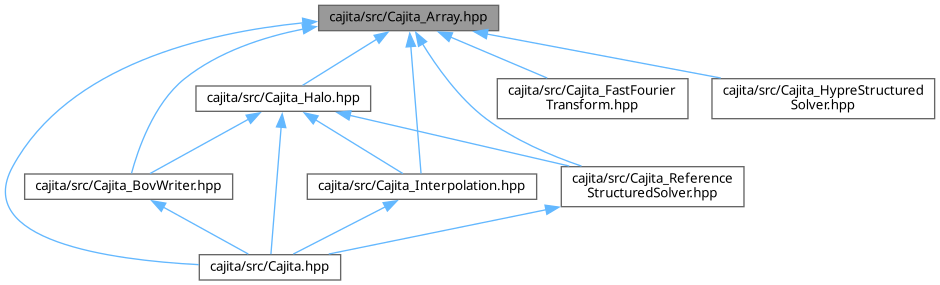 cajita/src/Cajita_Array.hpp
cajita/src/Cajita_Halo.hpp
cajita/src/Cajita_FastFourier
Transform.hpp
cajita/src/Cajita_HypreStructured
Solver.hpp
cajita/src/Cajita_BovWriter.hpp
cajita/src/Cajita_Interpolation.hpp
cajita/src/Cajita_Reference
StructuredSolver.hpp
cajita/src/Cajita.hpp